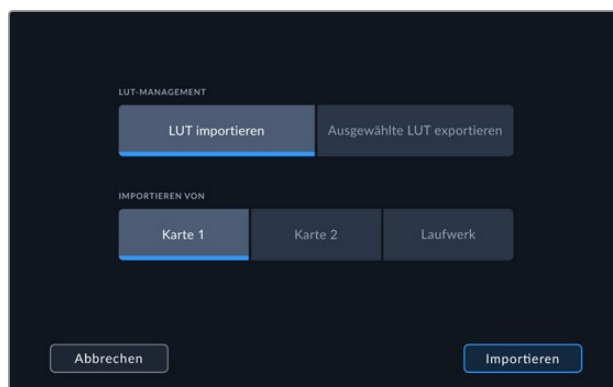 LUT-MANAGEMENT
LUT importieren
Ausgewählte LUT exportieren
IMPORTIEREN VON
Karte 1
Karte 2
Laufwerk
Abbrechen
Importieren